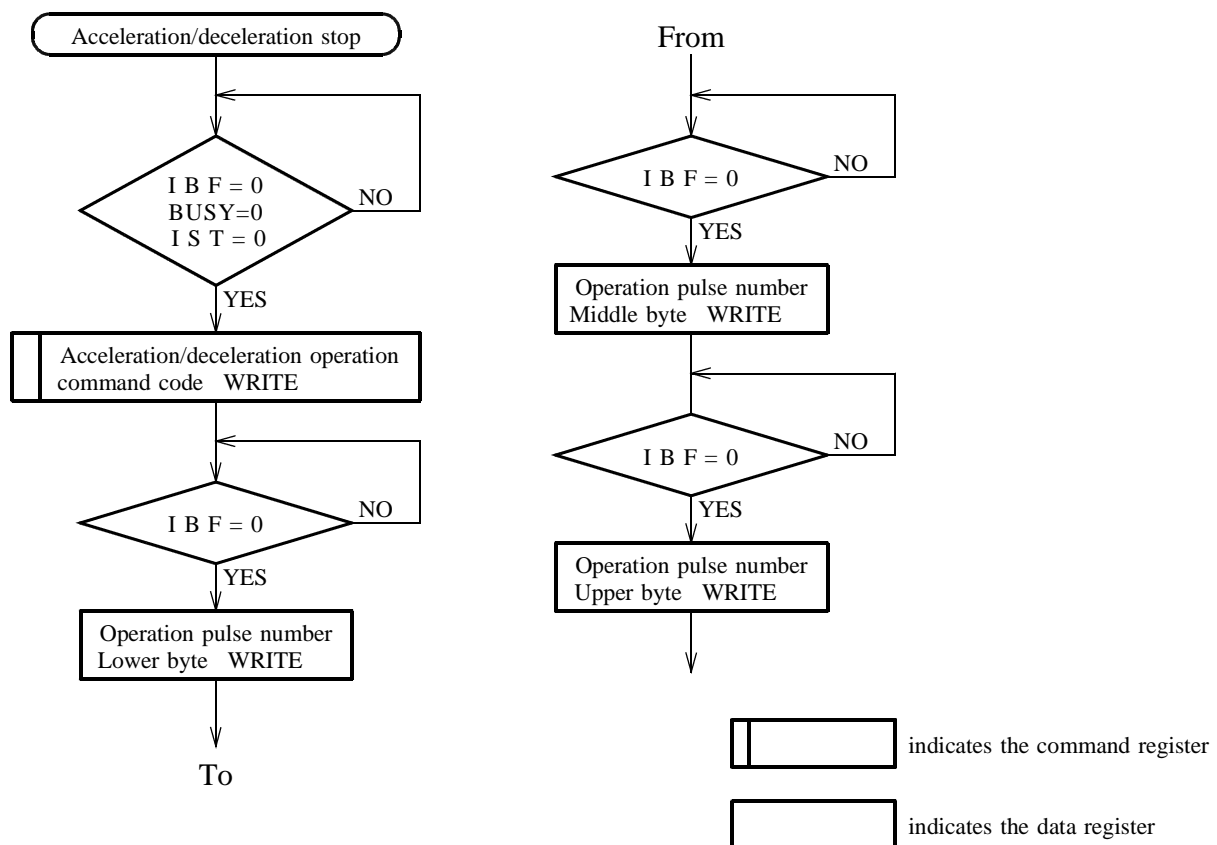 Acceleration/deceleration stop
I B F = 0
BUSY=0
I S T = 0
NO
YES
Acceleration/deceleration operation
command code WRITE
I B F = 0
NO
YES
Operation pulse number
Lower byte WRITE
To
From
I B F = 0
NO
YES
Operation pulse number
Middle byte WRITE
I B F = 0
NO
YES
Operation pulse number
Upper byte WRITE
indicates the command register
indicates the data register